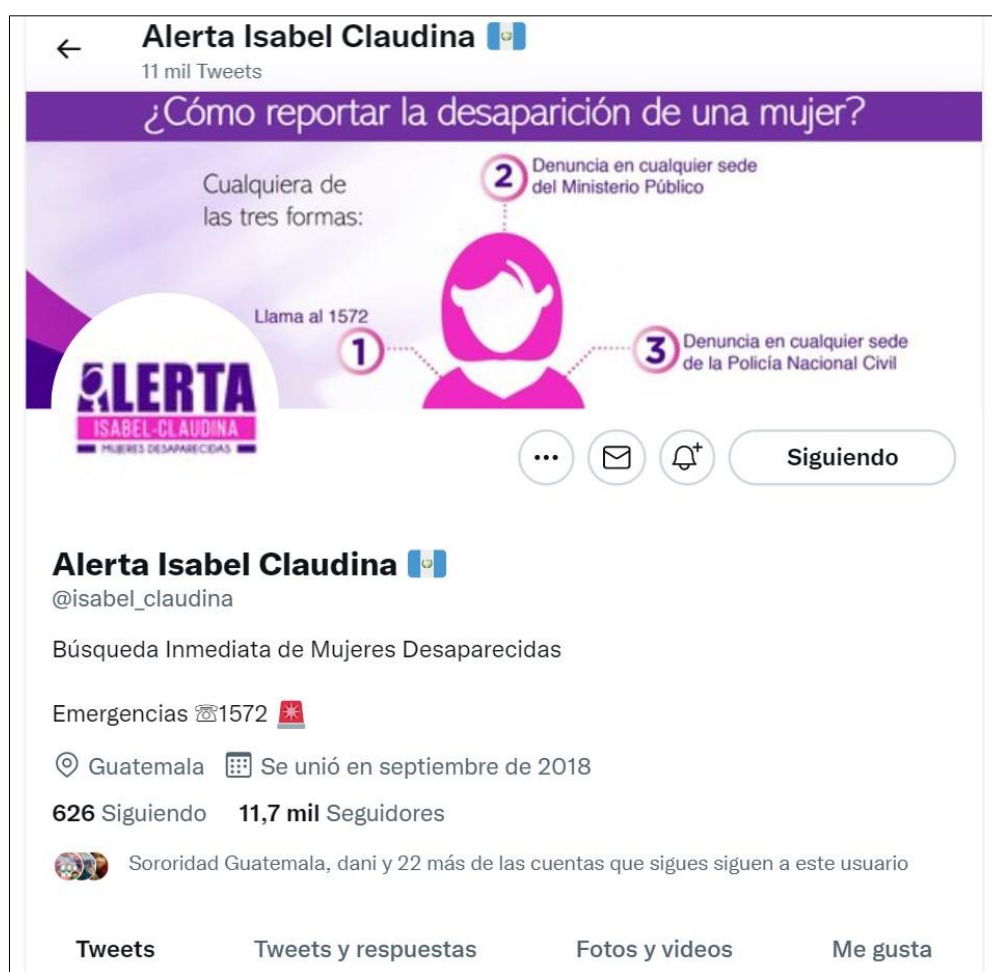 Alerta Isabel Claudina 🇬🇹
11 mil Tweets
¿Cómo reportar la desaparición de una mujer?
Cualquiera de
las tres formas:
2
Denuncia en cualquier sede
del Ministerio Público
Llama al 1572
1
3
Denuncia en cualquier sede
de la Policía Nacional Civil
ALERTA
ISABEL-CLAUDINA
MUJERES DESAPARECIDAS
Siguiendo
Alerta Isabel Claudina 🇬🇹
@isabel_claudina
Búsqueda Inmediata de Mujeres Desaparecidas
Emergencias ☏1572 🚨
Guatemala Se unió en septiembre de 2018
626 Siguiendo 11,7 mil Seguidores
Sororidad Guatemala, dani y 22 más de las cuentas que sigues siguen a este usuario
Tweets Tweets y respuestas Fotos y videos Me gusta